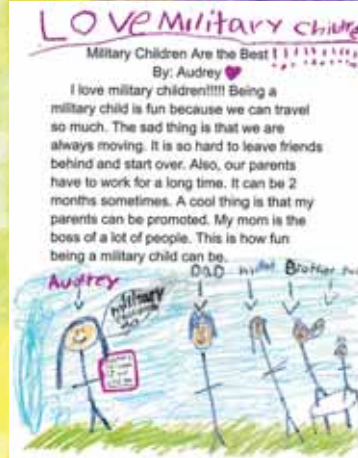 LOVE Military
Military Children Are the Best !!!!!!!!
By: Audrey
I love military children!!!!! Being a
military child is fun because we can travel
so much. The sad thing is that we are
always moving. It is so hard to leave friends
behind and start over. Also, our parents
have to work for a long time. It can be 2
months sometimes. A cool thing is that my
parents can be promoted. My mom is the
boss of a lot of people. This is how fun
being a military child can be.
Audrey
military
DaD
Brother